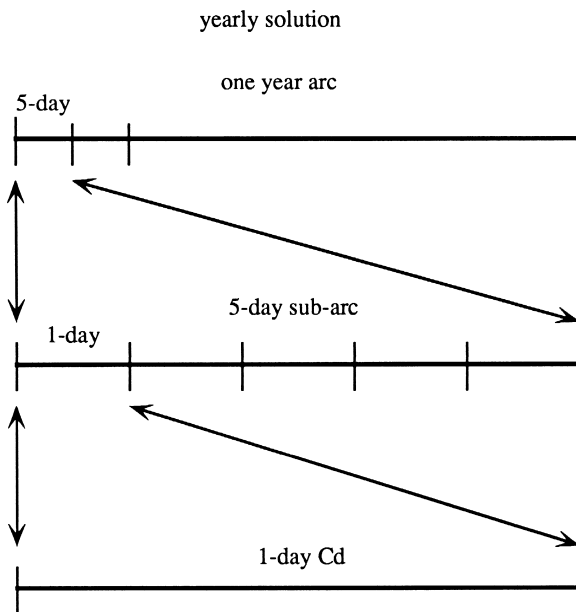 yearly solution
one year arc
5-day
5-day sub-arc
1-day
1-day Cd